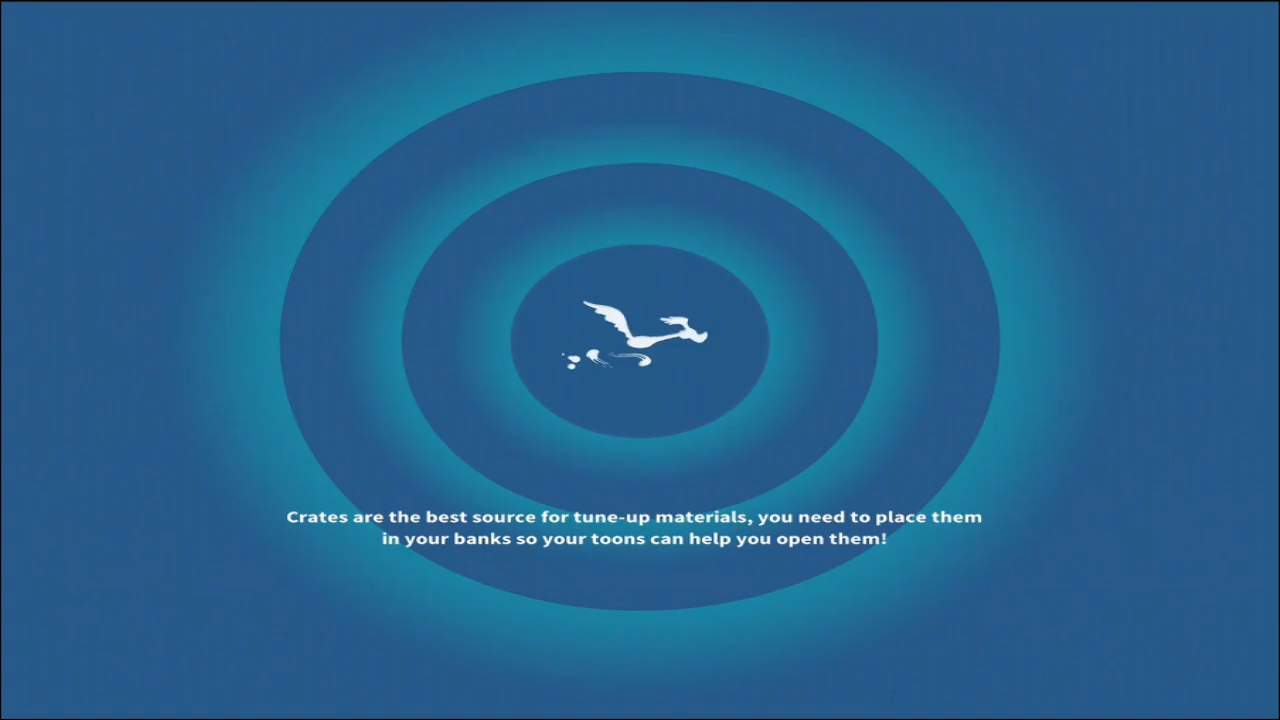 Crates are the best source for tune-up materials, you need to place them
in your banks so your toons can help you open them!